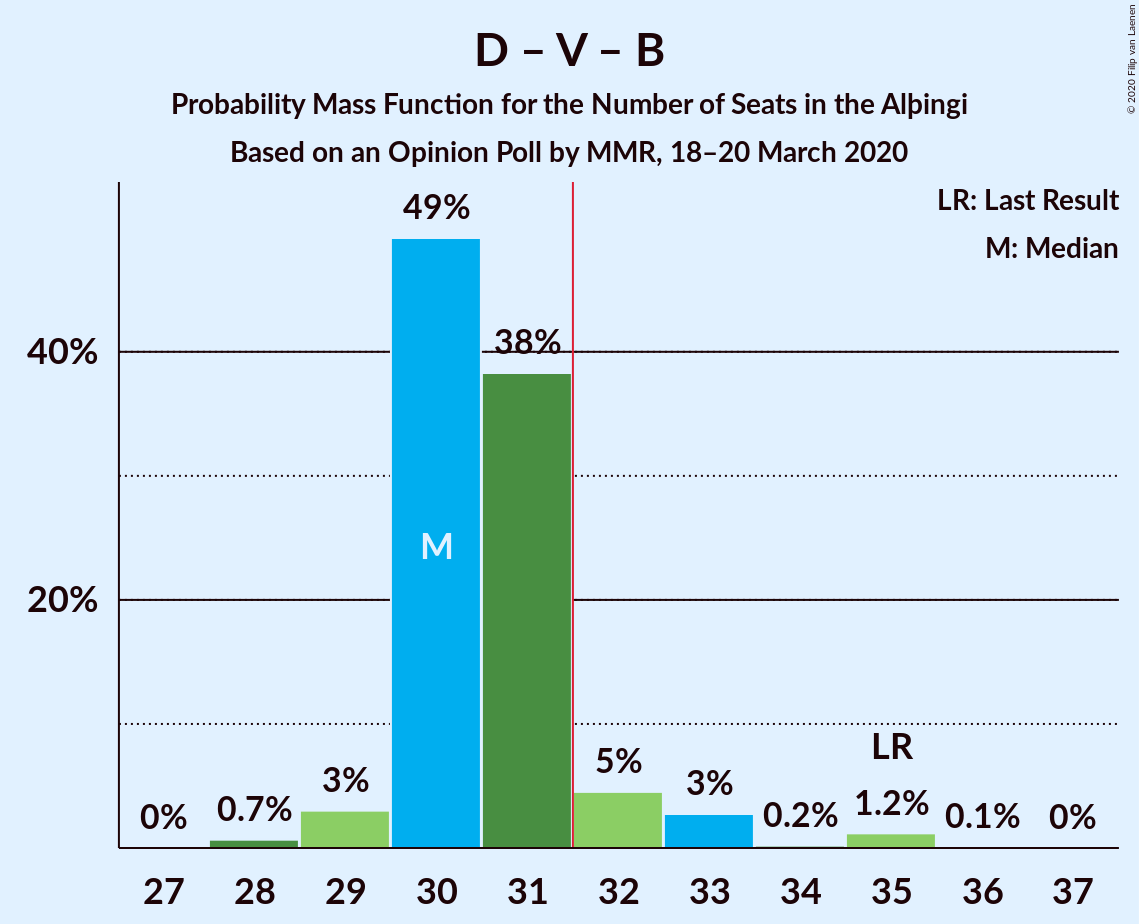 D – V – B
Probability Mass Function for the Number of Seats in the Alþingi
Based on an Opinion Poll by MMR, 18–20 March 2020
© 2020 Filip van Laenen
LR: Last Result
M: Median
49%
38%
40%
M
20%
LR
5%
3%
3%
1.2%
0.7%
0.2%
0.1%
0%
0%
27 28 29 30 31 32 33 34 35 36 37